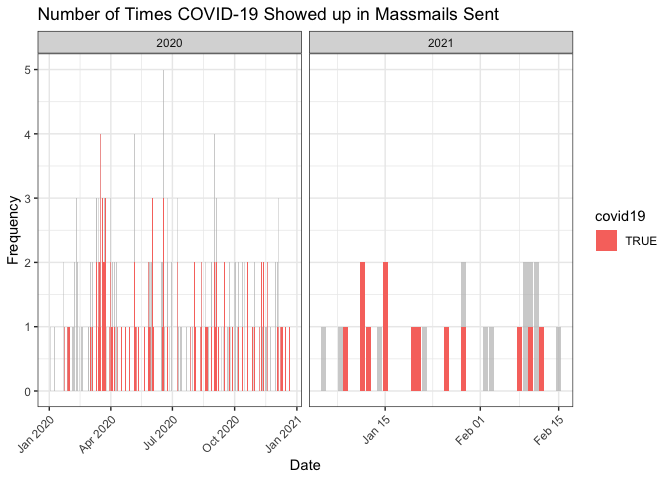 Number of Times COVID-19 Showed up in Massmails Sent
2020
2021
5
4
3
2
1
0
Frequency
Jan 2020
Apr 2020
Jul 2020
Oct 2020
Jan 2021
Jan 15
Feb 01
Feb 15
Date
covid19
TRUE